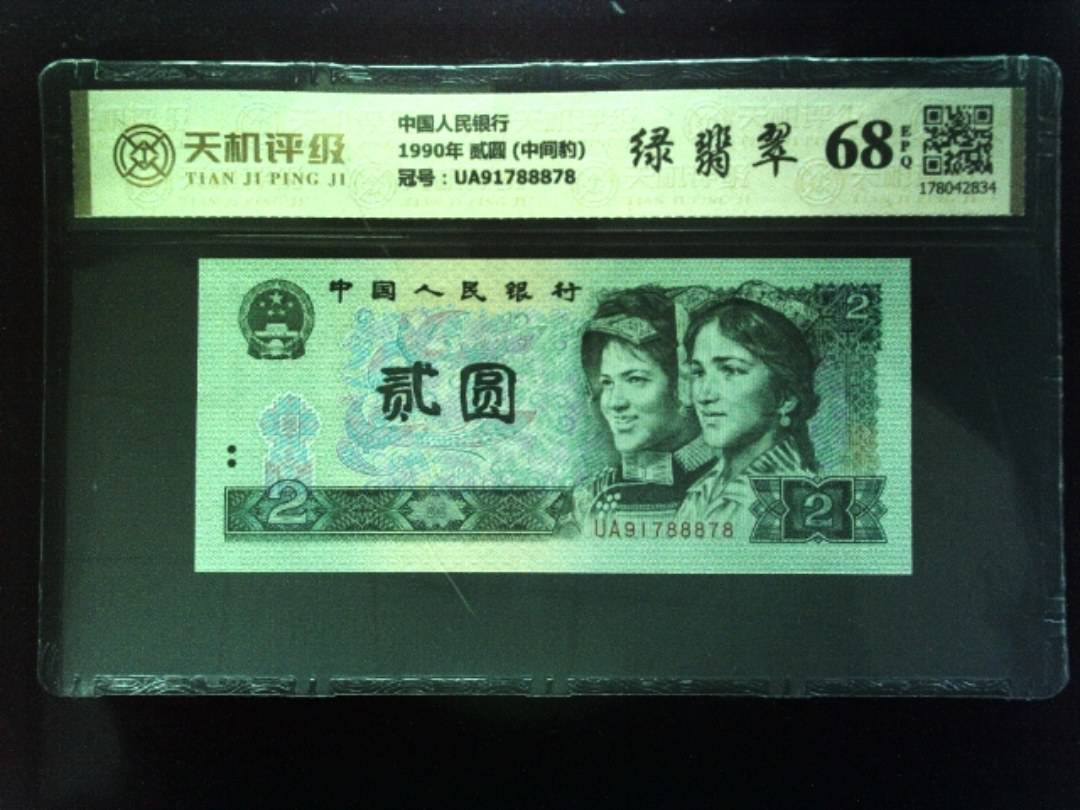 天机评级
TIAN JI PING JI
中国人民银行
1990年 贰圆 (中间豹)
冠号：UA91788878
绿翡翠
68
EPQ
178042834
中国人民银行
2
贰圆
2
UA91788878
2